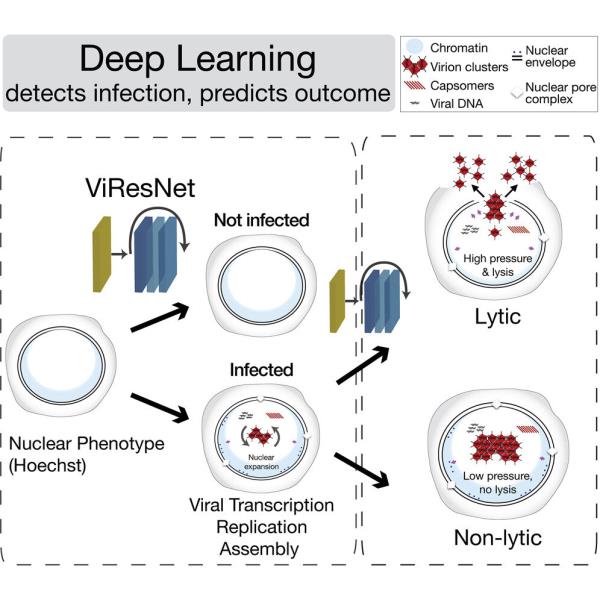 Deep Learning
detects infection, predicts outcome
Chromatin
Virion clusters
Capsomers
Viral DNA
Nuclear
envelope
Nuclear pore
complex
ViResNet
Not infected
Infected
Nuclear
expansion
Nuclear Phenotype
(Hoechst)
Viral Transcription
Replication
Assembly
High pressure
& lysis
Lytic
Low pressure,
no lysis
Non-lytic